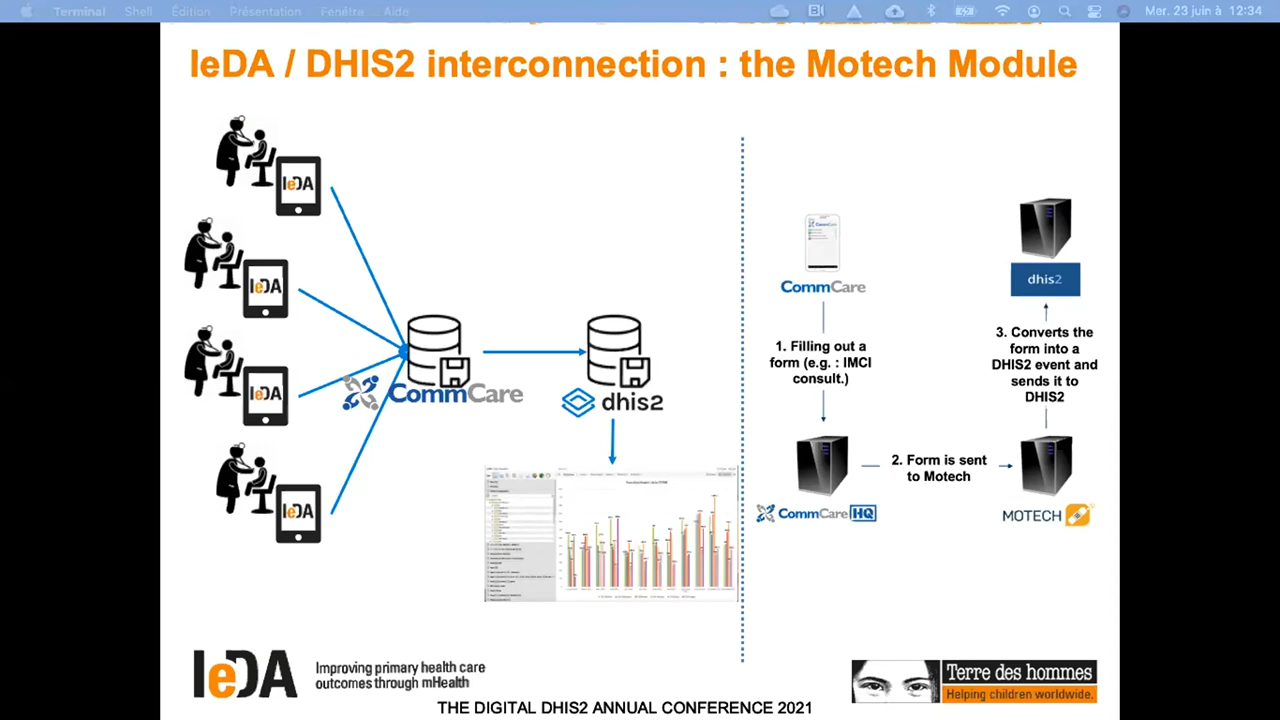 Terminal Shell Édition Présentation Fenêtre Aide
Mer. 23 juin à 12:34
IeDA / DHIS2 interconnection : the Motech Module
IeDA
IeDA
IeDA
IeDA
CommCare
dhis2
CommCare
CommCare
1. Filling out a
form (e.g. : IMCI
consult.)
CommCare HQ
2. Form is sent
to Motech
MOTECH
3. Converts the
form into a
DHIS2 event and
sends it to
DHIS2
dhis2
IeDA
Improving primary health care
outcomes through mHealth
Terre des hommes
Helping children worldwide.
THE DIGITAL DHIS2 ANNUAL CONFERENCE 2021